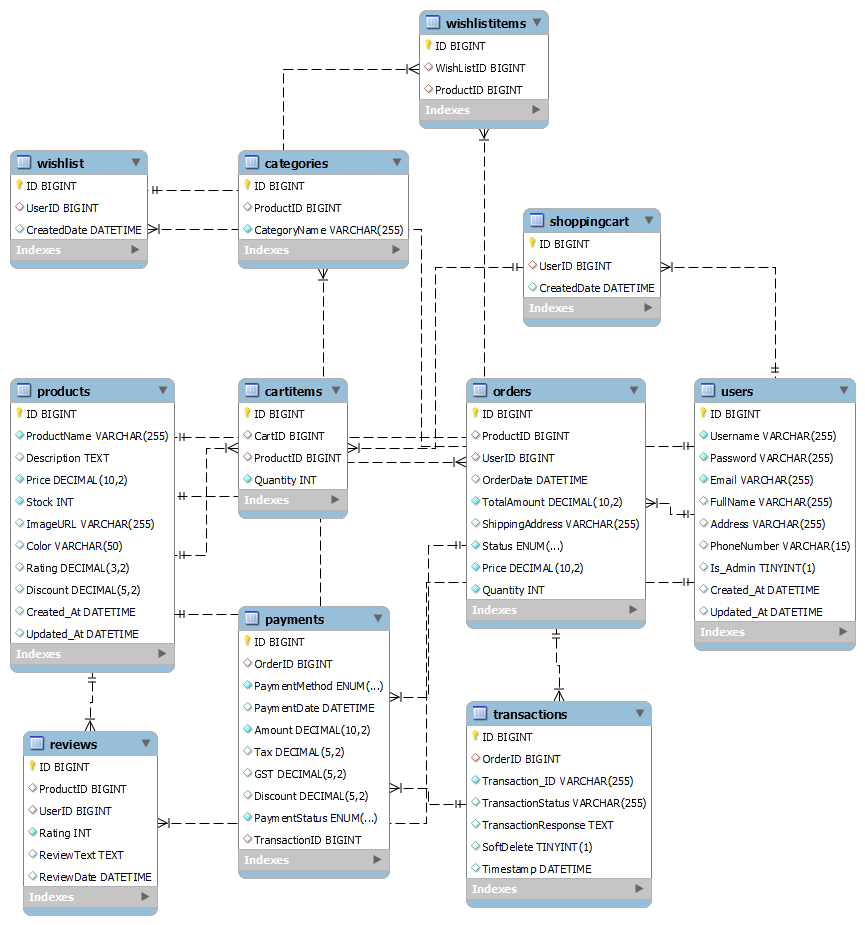 wishlistitems
ID BIGINT
WishListID BIGINT
ProductID BIGINT
Indexes
wishlist
ID BIGINT
UserID BIGINT
CreatedDate DATETIME
Indexes
categories
ID BIGINT
ProductID BIGINT
CategoryName VARCHAR(255)
Indexes
shoppingcart
ID BIGINT
UserID BIGINT
CreatedDate DATETIME
Indexes
products
ID BIGINT
ProductName VARCHAR(255)
Description TEXT
Price DECIMAL(10,2)
Stock INT
ImageURL VARCHAR(255)
Color VARCHAR(50)
Rating DECIMAL(3,2)
Discount DECIMAL(5,2)
Created_At DATETIME
Updated_At DATETIME
Indexes
cartitems
ID BIGINT
CartID BIGINT
ProductID BIGINT
Quantity INT
Indexes
orders
ID BIGINT
ProductID BIGINT
UserID BIGINT
OrderDate DATETIME
TotalAmount DECIMAL(10,2)
ShippingAddress VARCHAR(255)
Status ENUM(...)
Price DECIMAL(10,2)
Quantity INT
Indexes
users
ID BIGINT
Username VARCHAR(255)
Password VARCHAR(255)
Email VARCHAR(255)
FullName VARCHAR(255)
Address VARCHAR(255)
PhoneNumber VARCHAR(15)
Is_Admin TINYINT(1)
Created_At DATETIME
Updated_At DATETIME
Indexes
payments
ID BIGINT
OrderID BIGINT
PaymentMethod ENUM(...)
PaymentDate DATETIME
Amount DECIMAL(10,2)
Tax DECIMAL(5,2)
GST DECIMAL(5,2)
Discount DECIMAL(5,2)
PaymentStatus ENUM(...)
TransactionID BIGINT
Indexes
transactions
ID BIGINT
OrderID BIGINT
Transaction_ID VARCHAR(255)
TransactionStatus VARCHAR(255)
TransactionResponse TEXT
SoftDelete TINYINT(1)
Timestamp DATETIME
Indexes
reviews
ID BIGINT
ProductID BIGINT
UserID BIGINT
Rating INT
ReviewText TEXT
ReviewDate DATETIME
Indexes